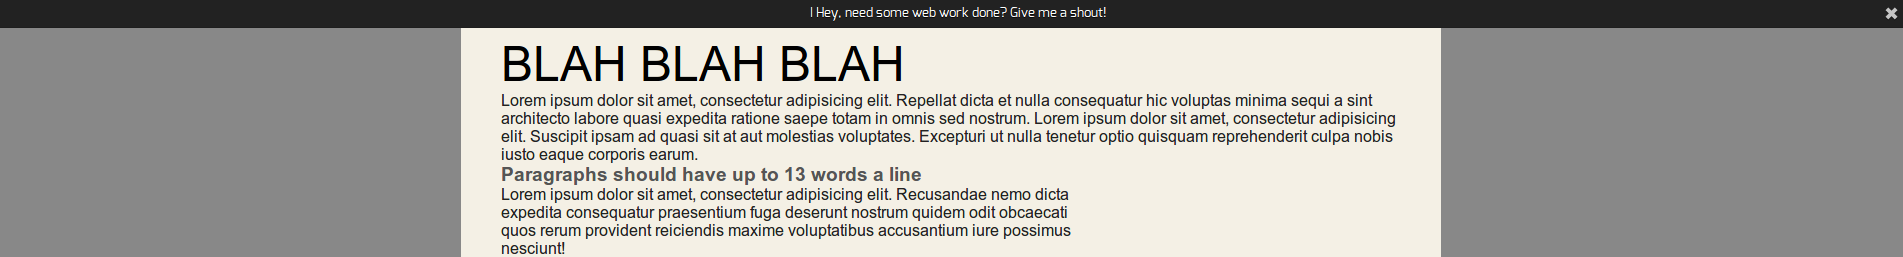 | Hey, need some web work done? Give me a shout!
BLAH BLAH BLAH
Lorem ipsum dolor sit amet, consectetur adipisicing elit. Repellat dicta et nulla consequatur hic voluptas minima sequi a sint
architecto labore quasi expedita ratione saepe totam in omnis sed nostrum. Lorem ipsum dolor sit amet, consectetur adipisicing
elit. Suscipit ipsam ad quasi sit at aut molestias voluptates. Excepturi ut nulla tenetur optio quisquam reprehenderit culpa nobis
iusto eaque corporis earum.
Paragraphs should have up to 13 words a line
Lorem ipsum dolor sit amet, consectetur adipisicing elit. Recusandae nemo dicta
expedita consequatur praesentium fuga deserunt nostrum quidem odit obcaecati
quos rerum provident reiciendis maxime voluptatibus accusantium iure possimus
nesciunt!